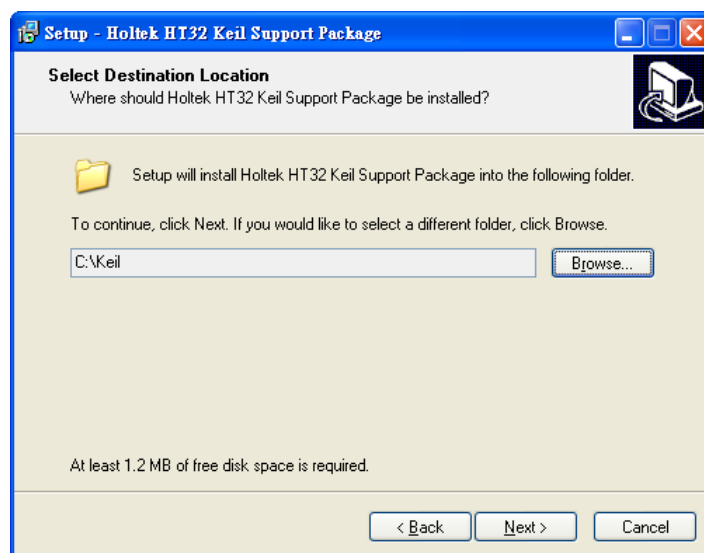 Setup - Holtek HT32 Keil Support Package
Select Destination Location
Where should Holtek HT32 Keil Support Package be installed?
Setup will install Holtek HT32 Keil Support Package into the following folder.
To continue, click Next. If you would like to select a different folder, click Browse.
C:\Keil
Browse...
At least 1.2 MB of free disk space is required.
< Back
Next >
Cancel